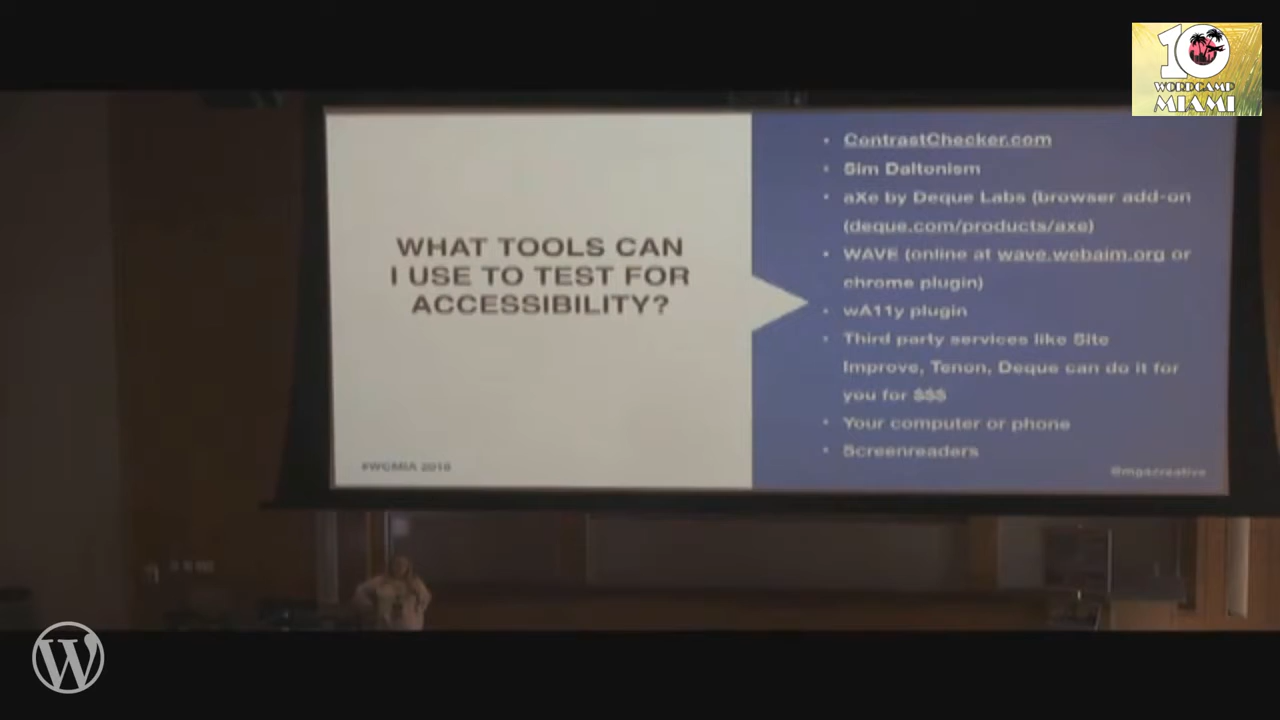 10
WORDCAMP
MIAMI
WHAT TOOLS CAN
I USE TO TEST FOR
ACCESSIBILITY?
#WCMIA 2018
• ContrastChecker.com
• Sim Daltonism
• aXe by Deque Labs (browser add-on
(deque.com/products/axe)
• WAVE (online at wave.webaim.org or
chrome plugin)
• wA11y plugin
• Third party services like Site
Improve, Tenon, Deque can do it for
you for $$$
• Your computer or phone
• Screenreaders
@mgacreative
W